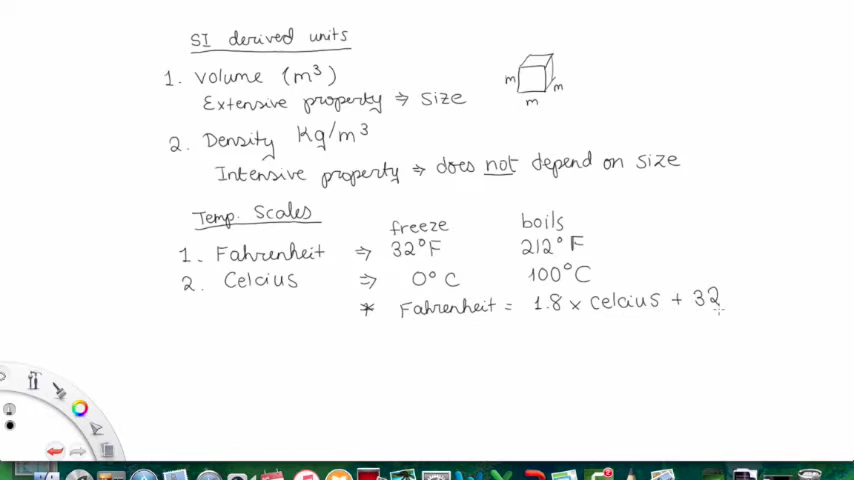 SI derived units
1. Volume (m³)
Extensive property ⇒ size
m
m
m
2. Density Kg/m³
Intensive property ⇒ does not depend on size
Temp. Scales
freeze boils
1. Fahrenheit ⇒ 32°F 212°F
2. Celcius ⇒ 0°C 100°C
* Fahrenheit = 1.8 × Celcius + 32